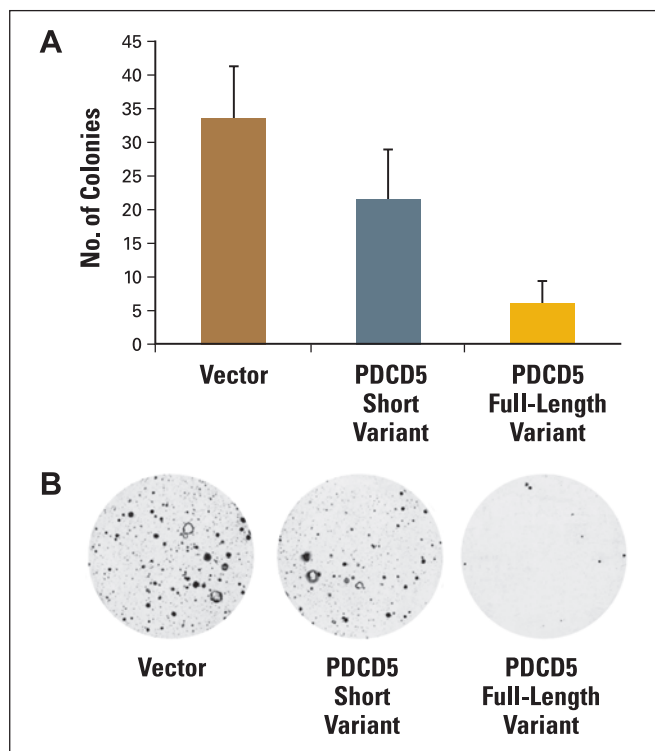 A
No. of Colonies
45
40
35
30
25
20
15
10
5
0
Vector
PDCD5
Short
Variant
PDCD5
Full-Length
Variant
B
Vector
PDCD5
Short
Variant
PDCD5
Full-Length
Variant